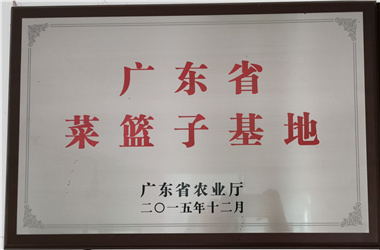 广东省
菜篮子基地
广东省农业厅
二〇一五年十二月